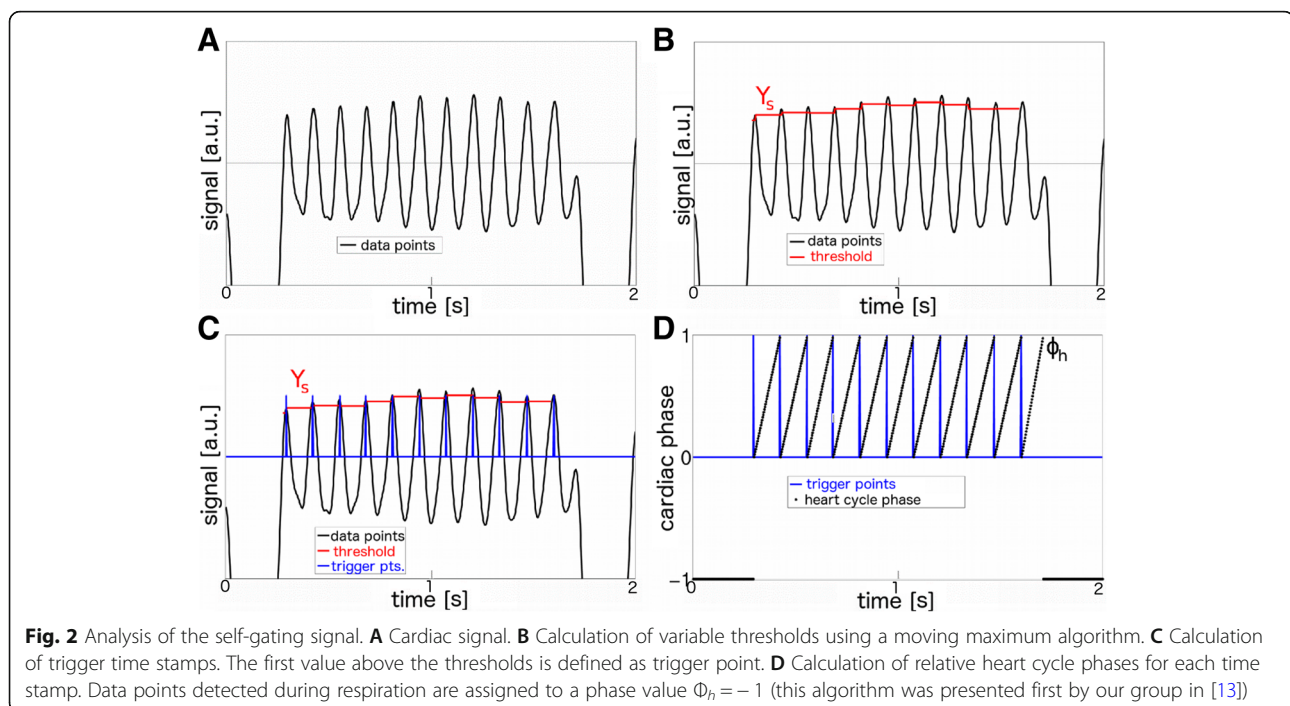 A
signal [a.u.]
data points
0
1
2
time [s]
B
Ys
signal [a.u.]
data points
threshold
0
1
2
time [s]
C
Ys
signal [a.u.]
data points
threshold
trigger pts.
0
1
2
time [s]
D
1
0
−1
cardiac phase
ϕh
trigger points
heart cycle phase
0
1
2
time [s]
Fig. 2 Analysis of the self-gating signal. A Cardiac signal. B Calculation of variable thresholds using a moving maximum algorithm. C Calculation
of trigger time stamps. The first value above the thresholds is defined as trigger point. D Calculation of relative heart cycle phases for each time
stamp. Data points detected during respiration are assigned to a phase value Φh = − 1 (this algorithm was presented first by our group in [13])